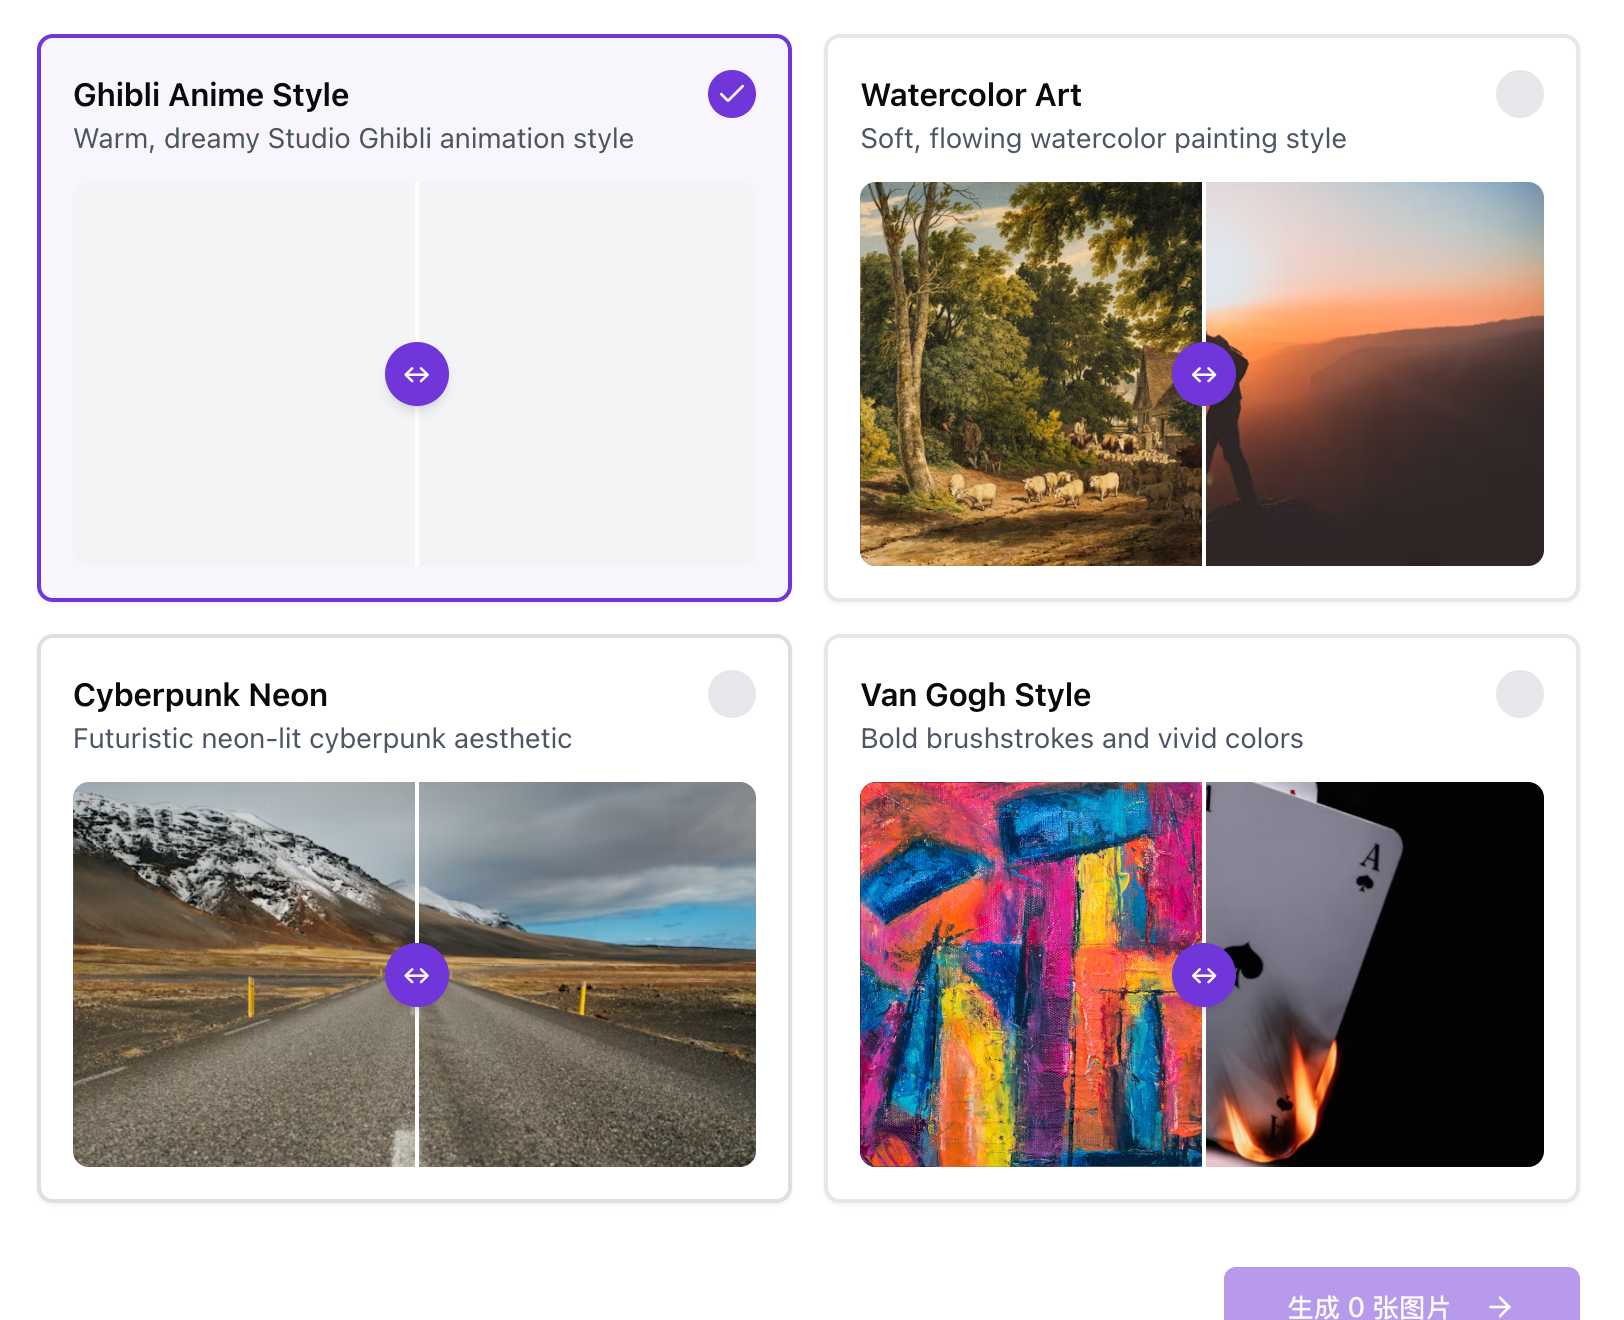 Ghibli Anime Style
Warm, dreamy Studio Ghibli animation style
Watercolor Art
Soft, flowing watercolor painting style
Cyberpunk Neon
Futuristic neon-lit cyberpunk aesthetic
Van Gogh Style
Bold brushstrokes and vivid colors
A
生成 0 张图片